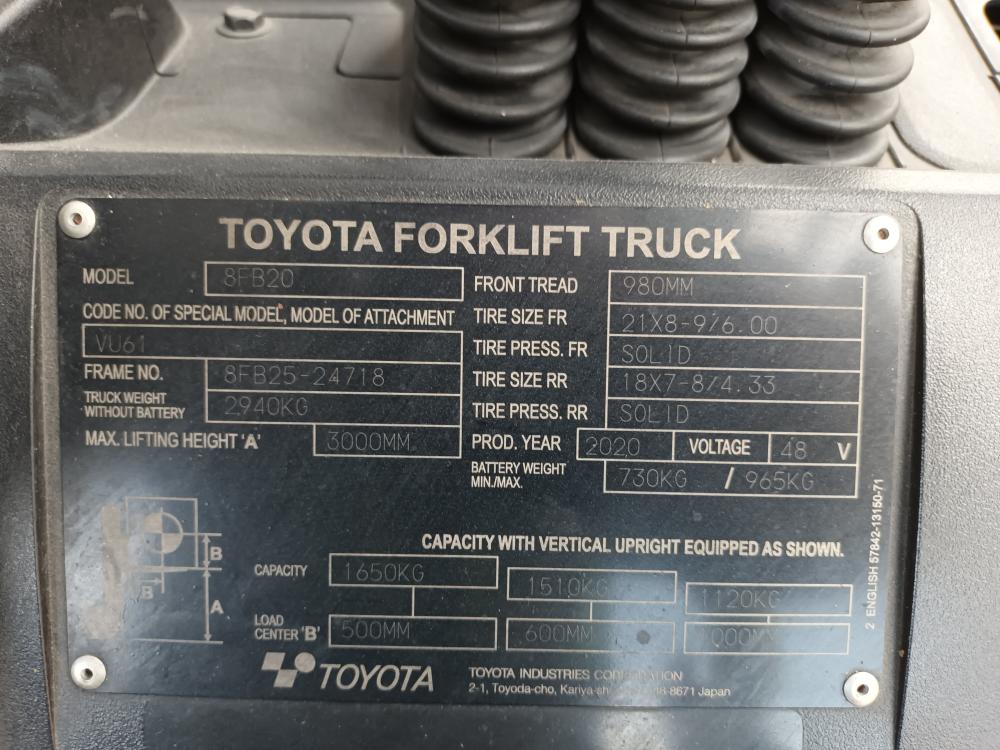 TOYOTA FORKLIFT TRUCK
MODEL 8FB20
CODE NO. OF SPECIAL MODEL, MODEL OF ATTACHMENT
VU61
FRAME NO. 8FB25-24718
TRUCK WEIGHT
WITHOUT BATTERY 2940KG
MAX. LIFTING HEIGHT 'A' 3000MM
FRONT TREAD 980MM
TIRE SIZE FR 21X8-9/6.00
TIRE PRESS. FR SOLID
TIRE SIZE RR 18X7-8/4.33
TIRE PRESS. RR SOLID
PROD. YEAR 2020 VOLTAGE 48 V
BATTERY WEIGHT
MIN./MAX. 730KG / 965KG
B
B
A
CAPACITY WITH VERTICAL UPRIGHT EQUIPPED AS SHOWN.
CAPACITY 1650KG 1510KG 1120KG
LOAD
CENTER 'B' 500MM 600MM
TOYOTA
TOYOTA INDUSTRIES
2-1, Toyoda-cho, Japan
2 ENGLISH 57842-13150-71